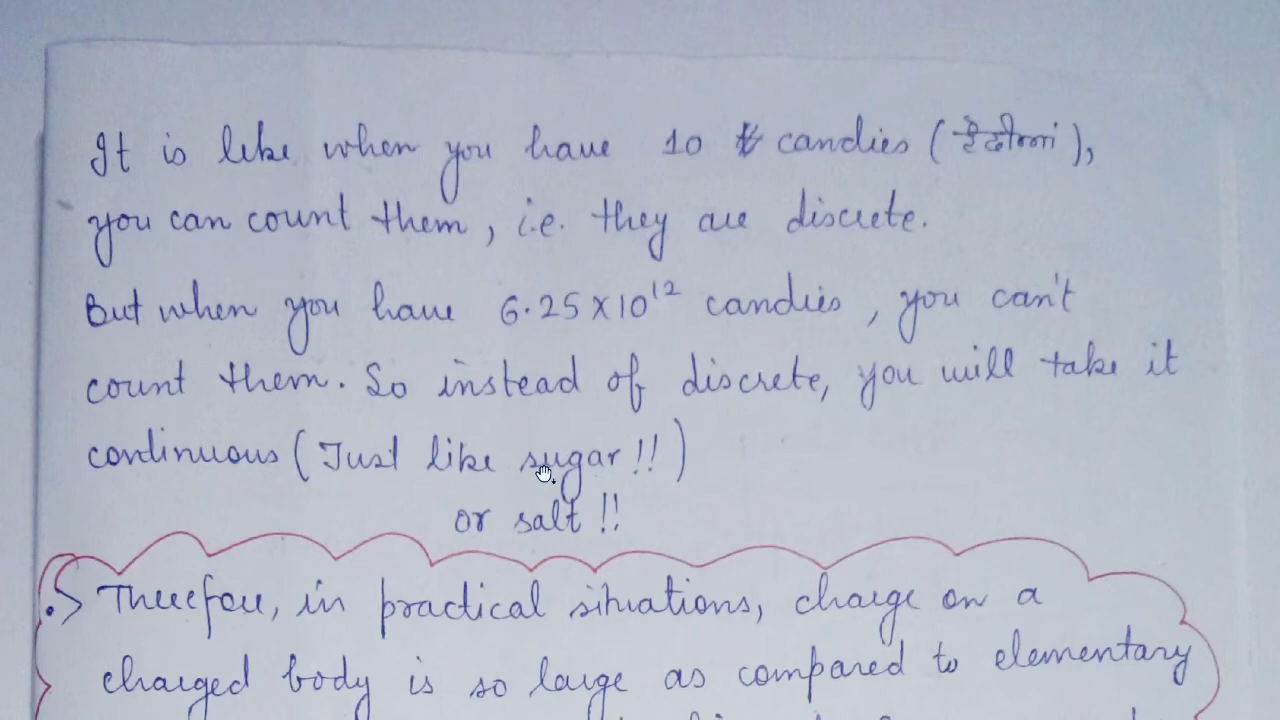 It is like when you have 10 candies ( ),
you can count them, i.e. they are discrete.
But when you have 6.25×10¹² candies, you can't
count them. So instead of discrete, you will take it
continuous (Just like sugar!!)
or salt !!
Therefore, in practical situations, charge on a
charged body is so large as compared to elementary